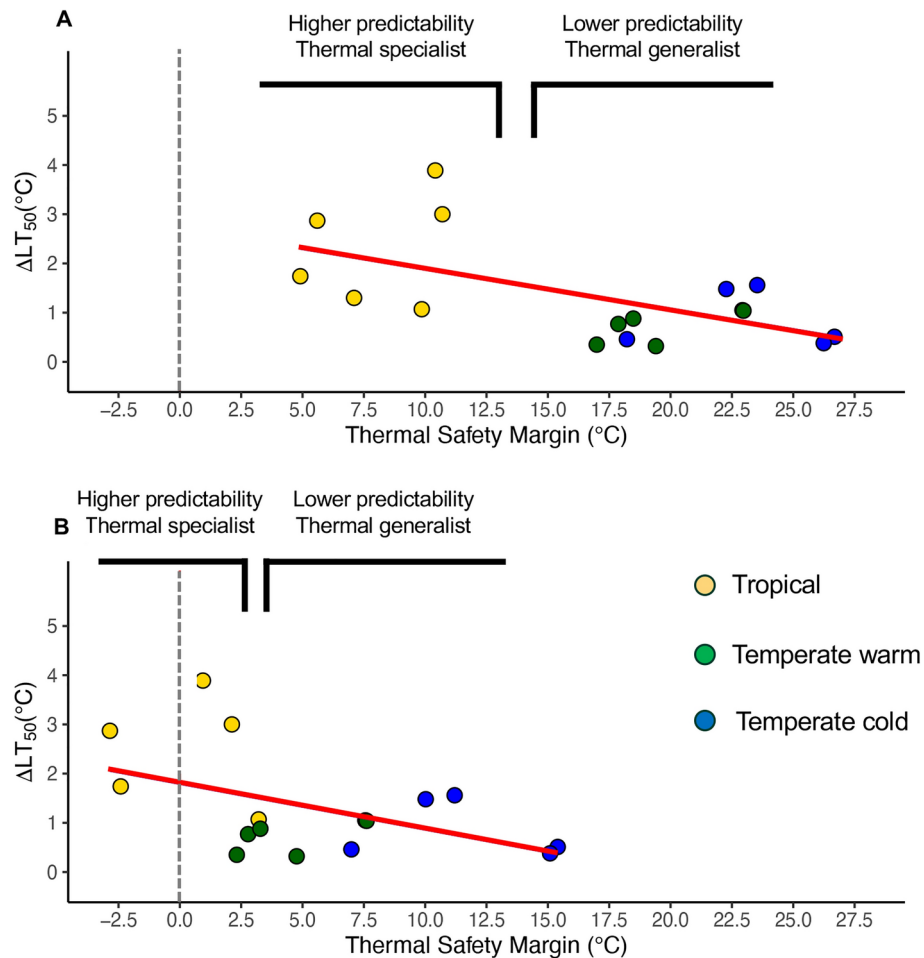 A
Higher predictability
Thermal specialist
Lower predictability
Thermal generalist
ΔLT50(°C)
5
4
3
2
1
0
−2.5 0.0 2.5 5.0 7.5 10.0 12.5 15.0 17.5 20.0 22.5 25.0 27.5
Thermal Safety Margin (°C)
B
Higher predictability
Thermal specialist
Lower predictability
Thermal generalist
ΔLT50(°C)
5
4
3
2
1
0
Tropical
Temperate warm
Temperate cold
−2.5 0.0 2.5 5.0 7.5 10.0 12.5 15.0 17.5 20.0 22.5 25.0 27.5
Thermal Safety Margin (°C)